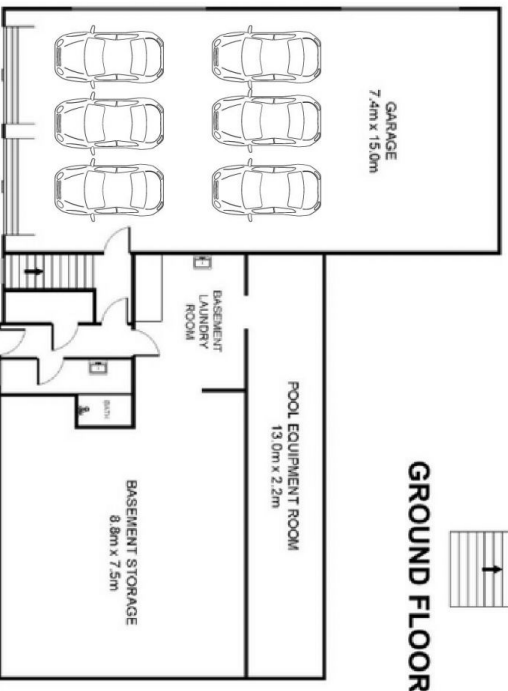 GARAGE
7.4m x 15.0m
BASEMENT
LAUNDRY
ROOM
POOL EQUIPMENT ROOM
13.0m x 2.2m
BATH
BASEMENT STORAGE
8.8m x 7.5m
GROUND FLOOR